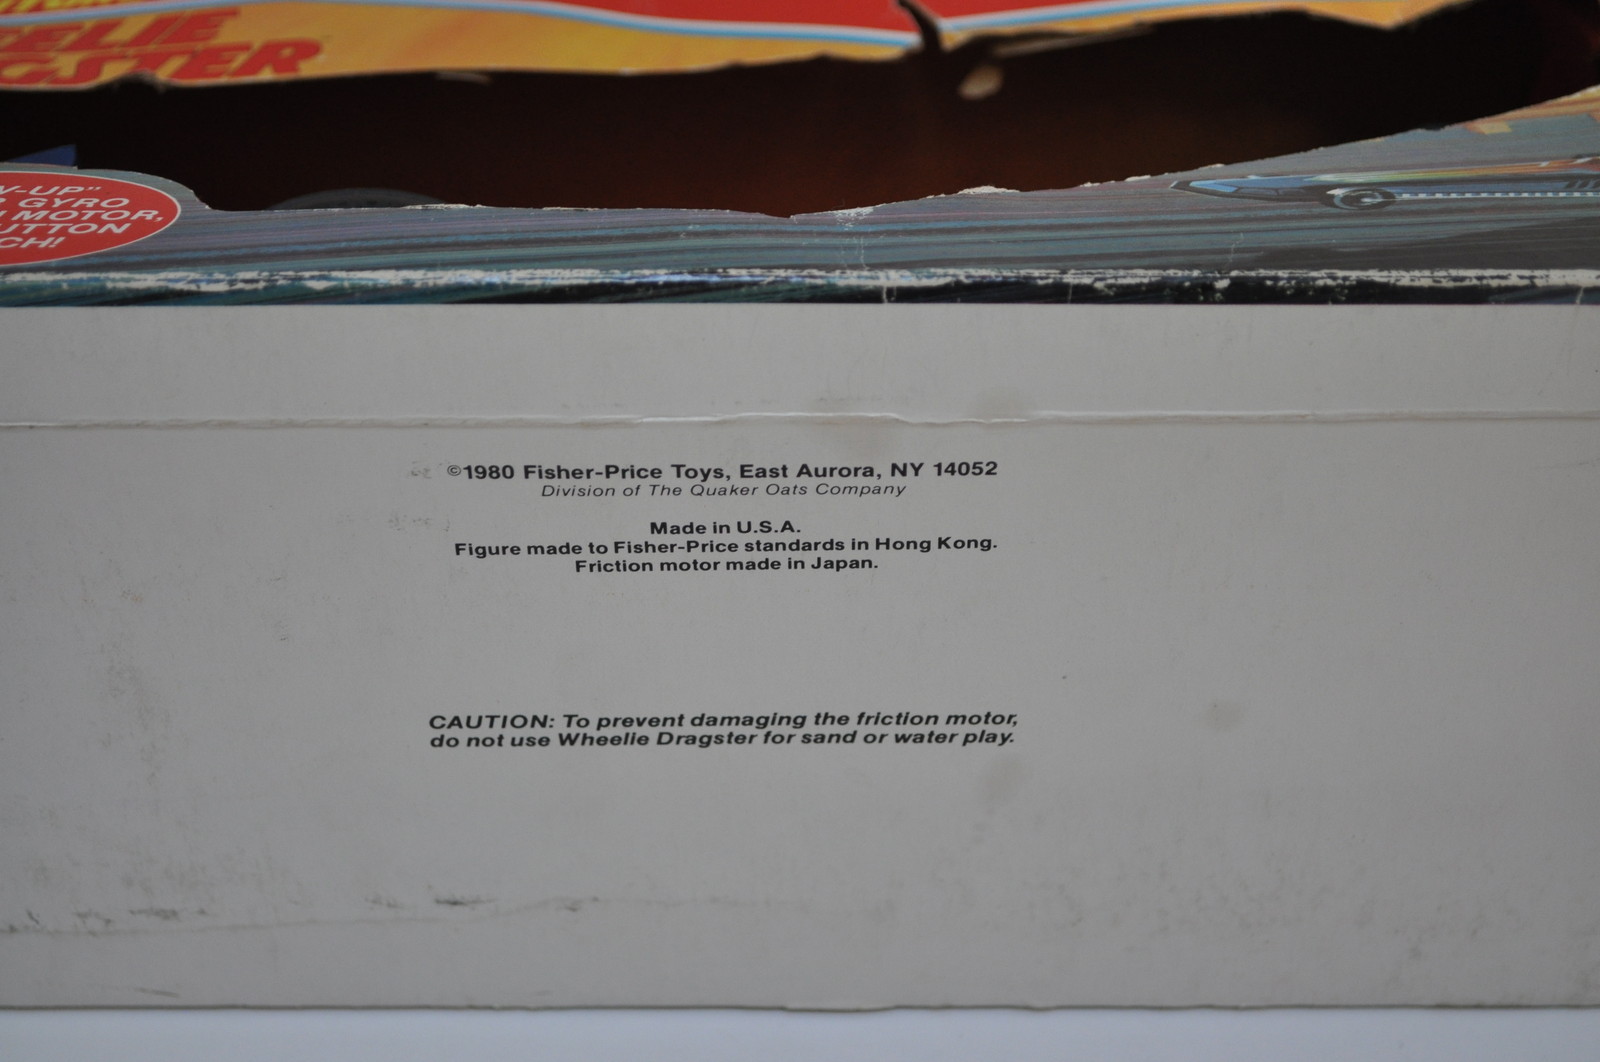 GYRO
MOTOR,
©1980 Fisher-Price Toys, East Aurora, NY 14052
Division of The Quaker Oats Company
Made in U.S.A.
Figure made to Fisher-Price standards in Hong Kong.
Friction motor made in Japan.
CAUTION: To prevent damaging the friction motor,
do not use Wheelie Dragster for sand or water play.